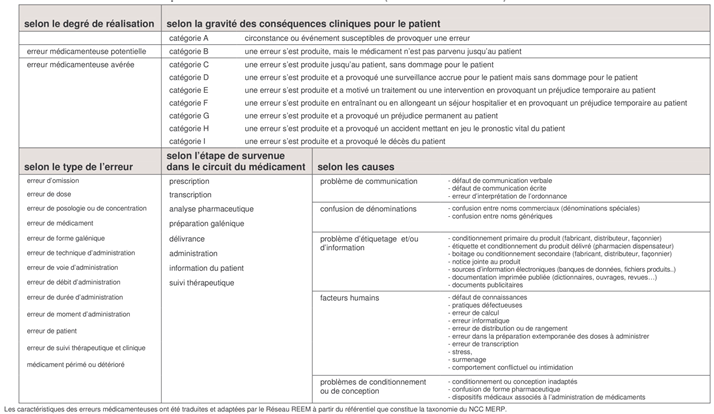 selon le degré de réalisation
selon la gravité des conséquences cliniques pour le patient
catégorie A circonstance ou événement susceptibles de provoquer une erreur
erreur médicamenteuse potentielle
catégorie B une erreur s'est produite, mais le médicament n'est pas parvenu jusqu'au patient
erreur médicamenteuse avérée
catégorie C une erreur s'est produite jusqu'au patient, sans dommage pour le patient
catégorie D une erreur s'est produite et a provoqué une surveillance accrue pour le patient mais sans dommage pour le patient
catégorie E une erreur s'est produite et a motivé un traitement ou une intervention en provoquant un préjudice temporaire au patient
catégorie F une erreur s'est produite en entraînant ou en allongeant un séjour hospitalier et en provoquant un préjudice temporaire au patient
catégorie G une erreur s'est produite et a provoqué un préjudice permanent au patient
catégorie H une erreur s'est produite et a provoqué un accident mettant en jeu le pronostic vital du patient
catégorie I une erreur s'est produite et a provoqué le décès du patient
selon le type de l'erreur
erreur d'omission
erreur de dose
erreur de posologie ou de concentration
erreur de médicament
erreur de forme galénique
erreur de technique d'administration
erreur de voie d'administration
erreur de débit d'administration
erreur de durée d'administration
erreur de moment d'administration
erreur de patient
erreur de suivi thérapeutique et clinique
médicament périmé ou détérioré
selon l'étape de survenue
dans le circuit du médicament
prescription
transcription
analyse pharmaceutique
préparation galénique
délivrance
administration
information du patient
suivi thérapeutique
selon les causes
problème de communication
- défaut de communication verbale
- défaut de communication écrite
- erreur d'interprétation de l'ordonnance
confusion de dénominations
- confusion entre noms commerciaux (dénominations spéciales)
- confusion entre noms génériques
problème d'étiquetage et/ou
d'information
- conditionnement primaire du produit (fabricant, distributeur, façonnier)
- étiquette et conditionnement du produit délivré (pharmacien dispensateur)
- boitage ou conditionnement secondaire (fabricant, distributeur, façonnier)
- notice jointe au produit
- sources d'information électroniques (banques de données, fichiers produits..)
- documentation imprimée publiée (dictionnaires, ouvrages, revues…)
- documents publicitaires
facteurs humains
- défaut de connaissances
- pratiques défectueuses
- erreur de calcul
- erreur informatique
- erreur de distribution ou de rangement
- erreur dans la préparation extemporanée des doses à administrer
- erreur de transcription
- stress,
- surmenage
- comportement conflictuel ou intimidation
problèmes de conditionnement
ou de conception
- conditionnement ou conception inadaptés
- confusion de forme pharmaceutique
- dispositifs médicaux associés à l'administration de médicaments
Les caractéristiques des erreurs médicamenteuses ont été traduites et adaptées par le Réseau REEM à partir du référentiel que constitue la taxonomie du NCC MERP.